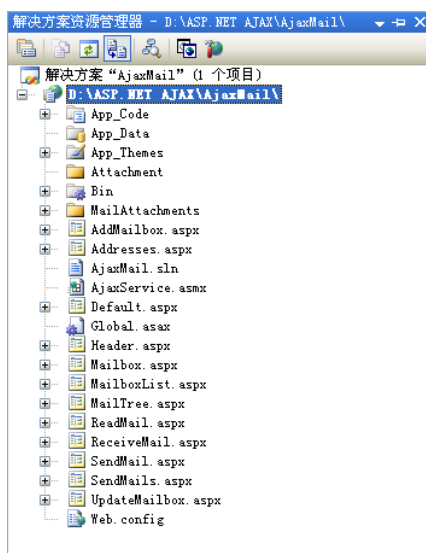 解决方案资源管理器 - D:\ASP.NET AJAX\AjaxMail\
解决方案“AjaxMail”(1 个项目)
D:\ASP.NET AJAX\AjaxMail\
App_Code
App_Data
App_Themes
Attachment
Bin
MailAttachments
AddMailbox.aspx
Addresses.aspx
AjaxMail.sln
AjaxService.asmx
Default.aspx
Global.asax
Header.aspx
Mailbox.aspx
MailboxList.aspx
MailTree.aspx
ReadMail.aspx
ReceiveMail.aspx
SendMail.aspx
SendMails.aspx
UpdateMailbox.aspx
Web.config